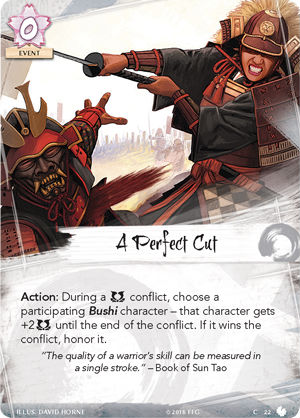 0
EVENT
A Perfect Cut
Action: During a conflict, choose a
participating Bushi character – that character gets
+2 until the end of the conflict. If it wins the
conflict, honor it.
"The quality of a warrior's skill can be measured in
a single stroke." – Book of Sun Tao
ILLUS. DAVID HORNE © 2018 FFG C 22